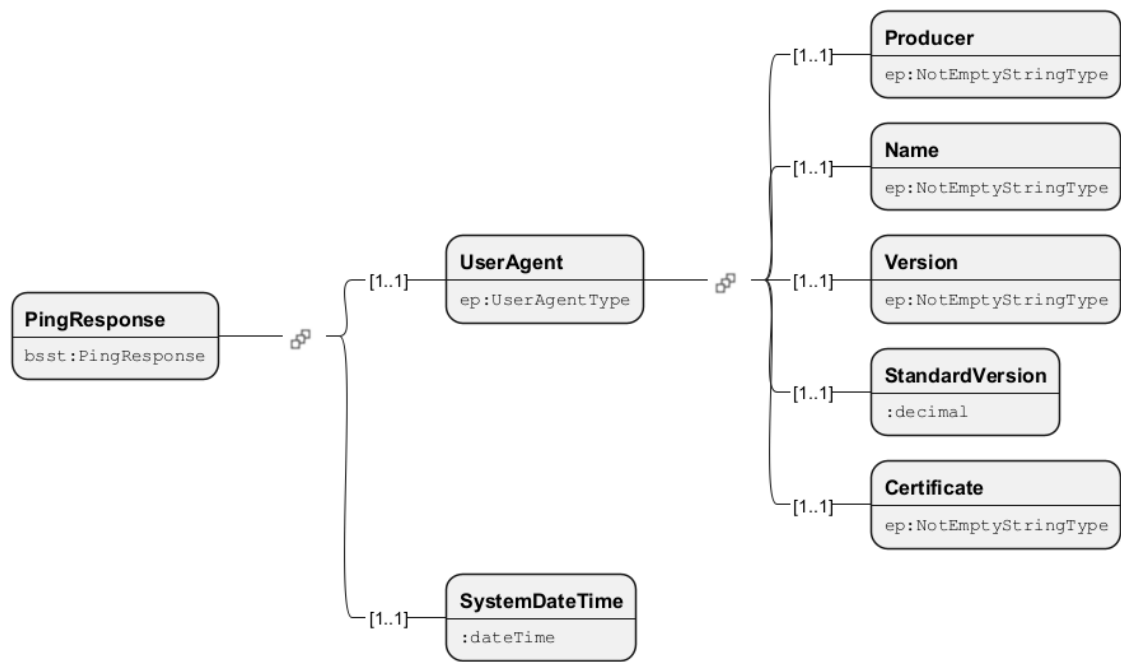 PingResponse
bsst:PingResponse
[1..1]
UserAgent
ep:UserAgentType
[1..1]
Producer
ep:NotEmptyStringType
[1..1]
Name
ep:NotEmptyStringType
[1..1]
Version
ep:NotEmptyStringType
[1..1]
StandardVersion
:decimal
[1..1]
Certificate
ep:NotEmptyStringType
[1..1]
SystemDateTime
:dateTime